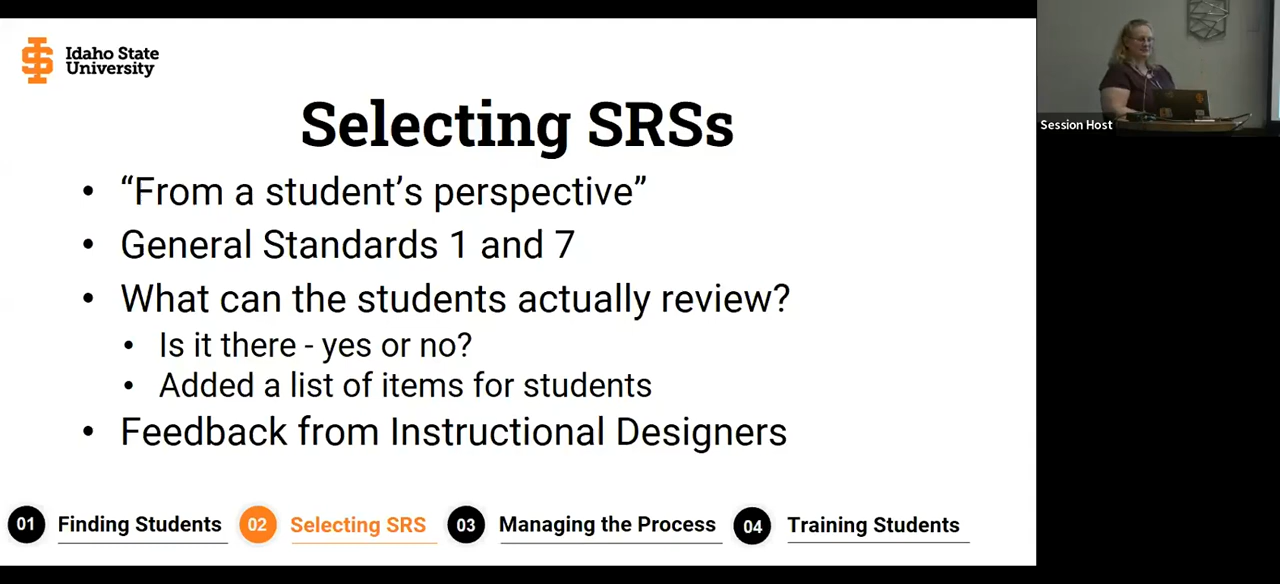 Idaho State
University
Selecting SRSs
• “From a student’s perspective”
• General Standards 1 and 7
• What can the students actually review?
• Is it there - yes or no?
• Added a list of items for students
• Feedback from Instructional Designers
01 Finding Students 02 Selecting SRS 03 Managing the Process 04 Training Students
Session Host